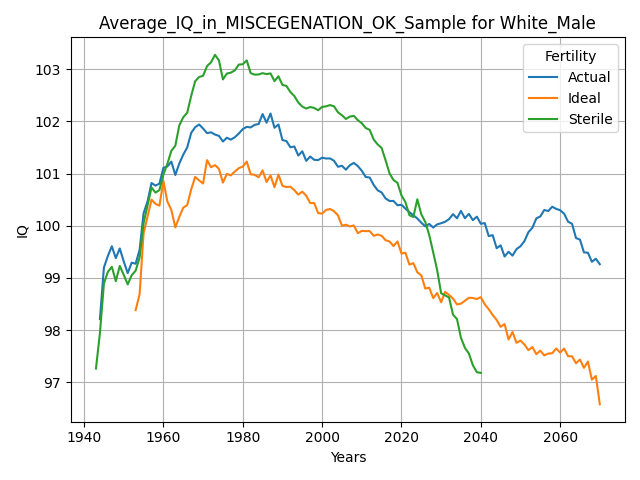 Average_IQ_in_MISCEGENATION_OK_Sample for White_Male
Fertility
Actual
Ideal
Sterile
IQ
103
102
101
100
99
98
97
1940
1960
1980
2000
2020
2040
2060
Years